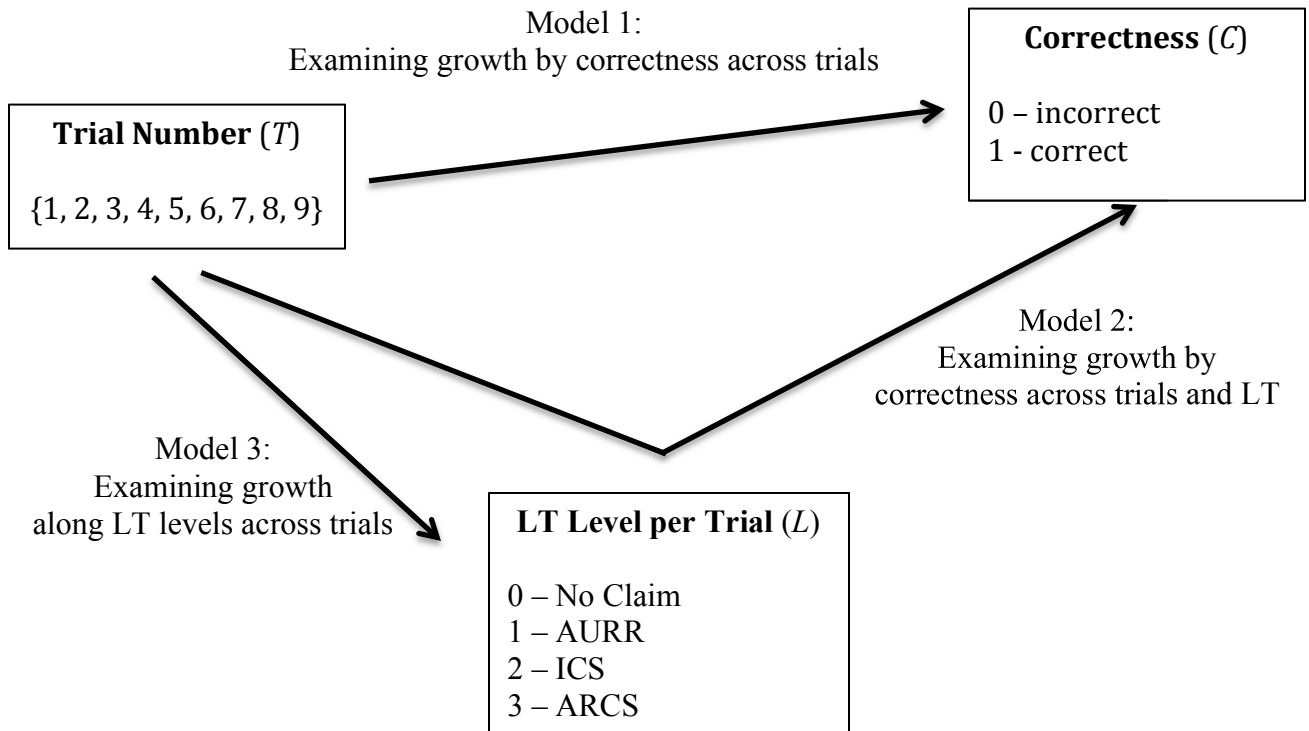 Model 1:
Examining growth by correctness across trials
Trial Number (T)
{1, 2, 3, 4, 5, 6, 7, 8, 9}
Correctness (C)
0 – incorrect
1 - correct
Model 2:
Examining growth by
correctness across trials and LT
Model 3:
Examining growth
along LT levels across trials
LT Level per Trial (L)
0 – No Claim
1 – AURR
2 – ICS
3 – ARCS